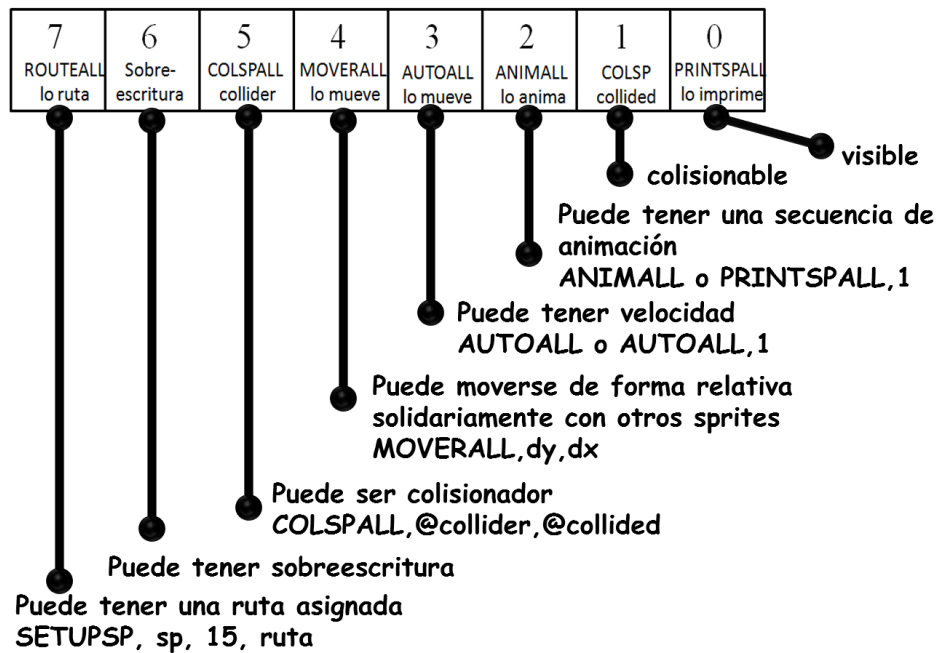 7 6 5 4 3 2 1 0
ROUTEALL Sobre- COLSPALL MOVERALL AUTOALL ANIMALL COLSP PRINTSPALL
lo ruta escritura collider lo mueve lo mueve lo anima collided lo imprime
visible
colisionable
Puede tener una secuencia de
animación
ANIMALL o PRINTSPALL,1
Puede tener velocidad
AUTOALL o AUTOALL,1
Puede moverse de forma relativa
solidariamente con otros sprites
MOVERALL,dy,dx
Puede ser colisionador
COLSPALL,@collider,@collided
Puede tener sobreescritura
Puede tener una ruta asignada
SETUPSP, sp, 15, ruta